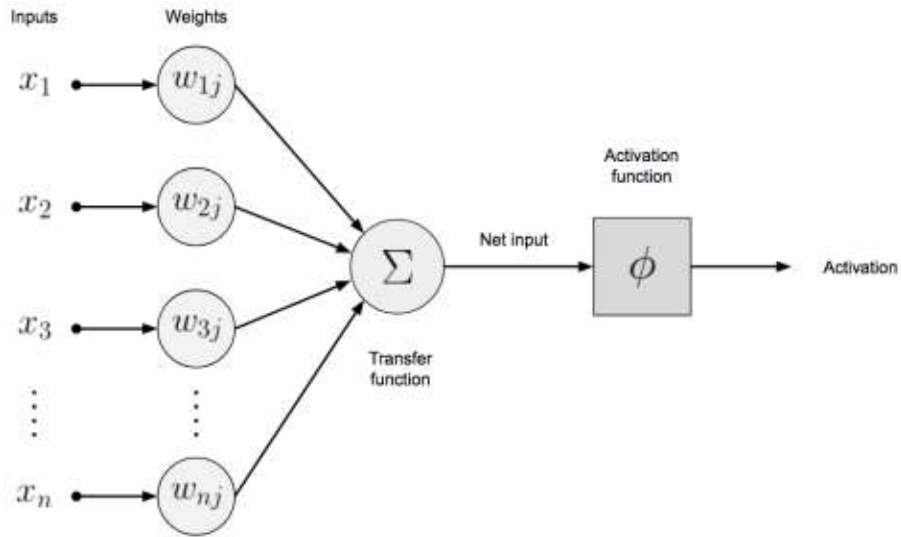 Inputs Weights
x1 w1j
x2 w2j
x3 w3j
xn wnj
Σ
Transfer
function
Net input
Activation
function
ϕ
Activation